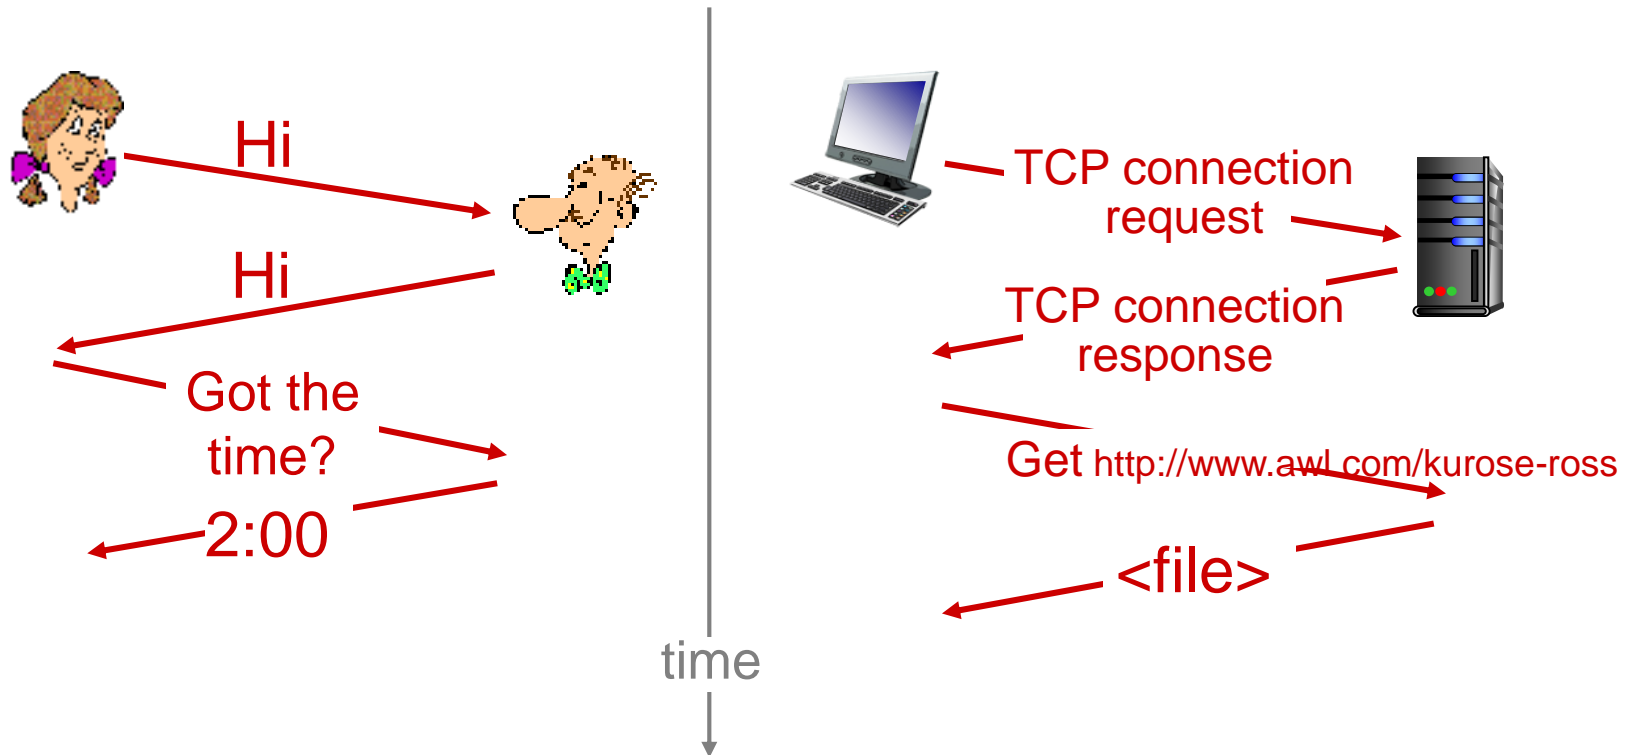 Hi
Hi
Got the
time?
2:00
TCP connection
request
TCP connection
response
Get http://www.awl.com/kurose-ross
<file>
time